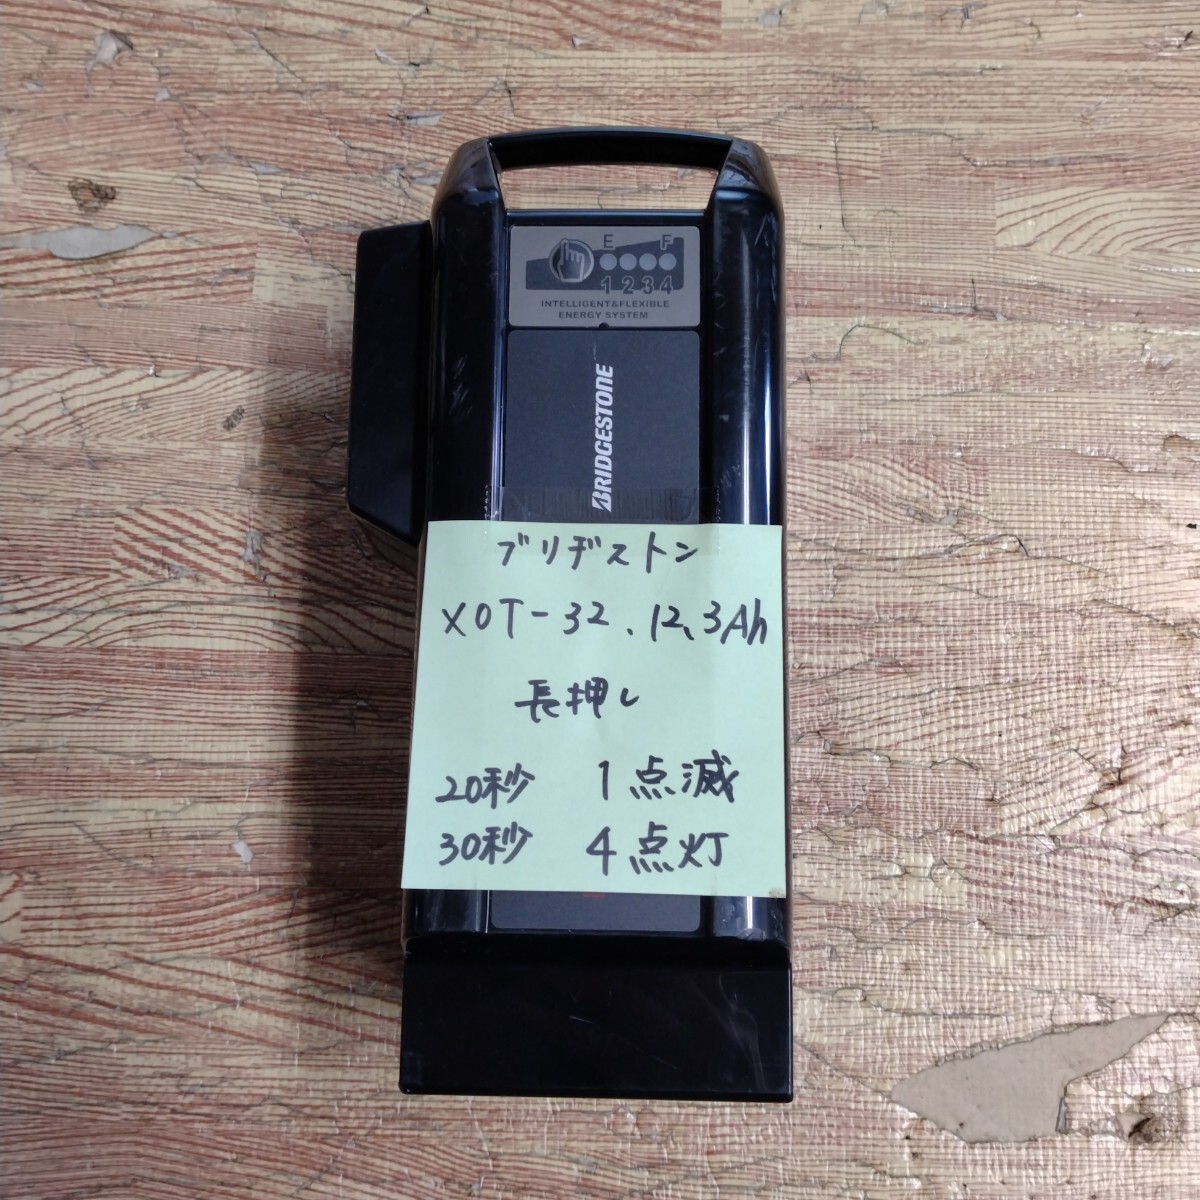 E F
1 2 3 4
INTELLIGENT&FLEXIBLE
ENERGY SYSTEM
BRIDGESTONE
ブリヂストン
X0T-32、12、3Ah
長押し
20秒 1点滅
30秒 4点灯